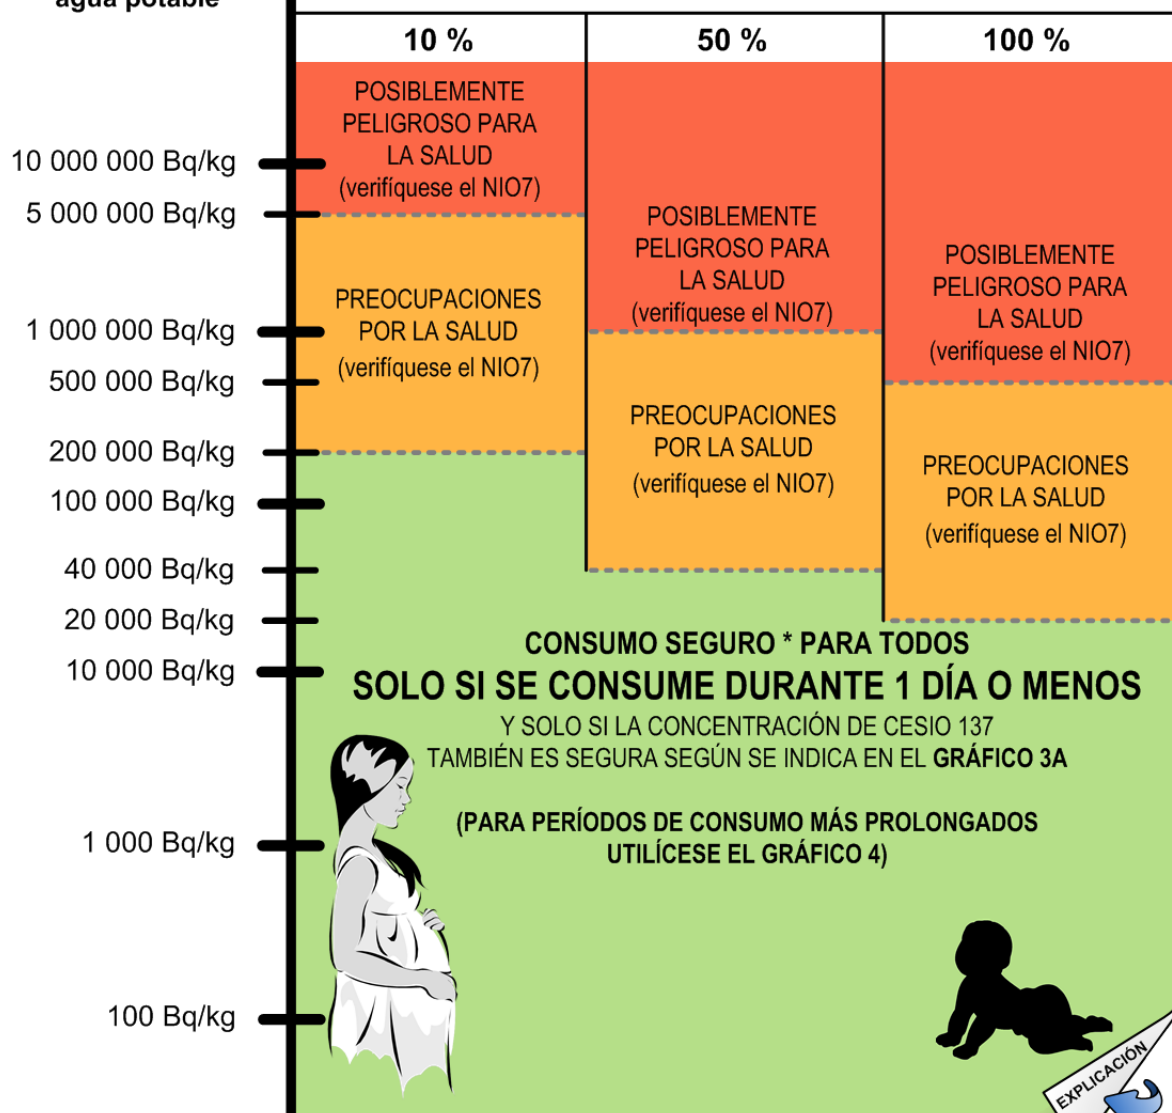 agua potable
10 %
50 %
100 %
10 000 000 Bq/kg
5 000 000 Bq/kg
1 000 000 Bq/kg
500 000 Bq/kg
200 000 Bq/kg
100 000 Bq/kg
40 000 Bq/kg
20 000 Bq/kg
10 000 Bq/kg
1 000 Bq/kg
100 Bq/kg
POSIBLEMENTE
PELIGROSO PARA
LA SALUD
(verifíquese el NIO7)
PREOCUPACIONES
POR LA SALUD
(verifíquese el NIO7)
POSIBLEMENTE
PELIGROSO PARA
LA SALUD
(verifíquese el NIO7)
PREOCUPACIONES
POR LA SALUD
(verifíquese el NIO7)
POSIBLEMENTE
PELIGROSO PARA
LA SALUD
(verifíquese el NIO7)
PREOCUPACIONES
POR LA SALUD
(verifíquese el NIO7)
CONSUMO SEGURO * PARA TODOS
SOLO SI SE CONSUME DURANTE 1 DÍA O MENOS
Y SOLO SI LA CONCENTRACIÓN DE CESIO 137
TAMBIÉN ES SEGURA SEGÚN SE INDICA EN EL GRÁFICO 3A
(PARA PERÍODOS DE CONSUMO MÁS PROLONGADOS
UTILÍCESE EL GRÁFICO 4)
EXPLICACIÓN